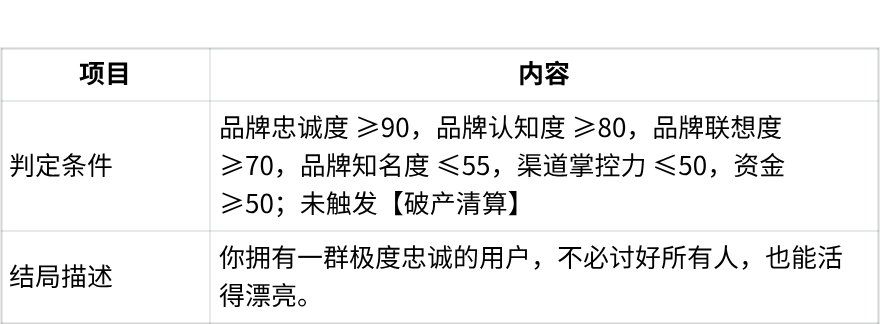 项目
内容
判定条件
品牌忠诚度 ≥90，品牌认知度 ≥80，品牌联想度
≥70，品牌知名度 ≤55，渠道掌控力 ≤50，资金
≥50；未触发【破产清算】
结局描述
你拥有一群极度忠诚的用户，不必讨好所有人，也能活
得漂亮。